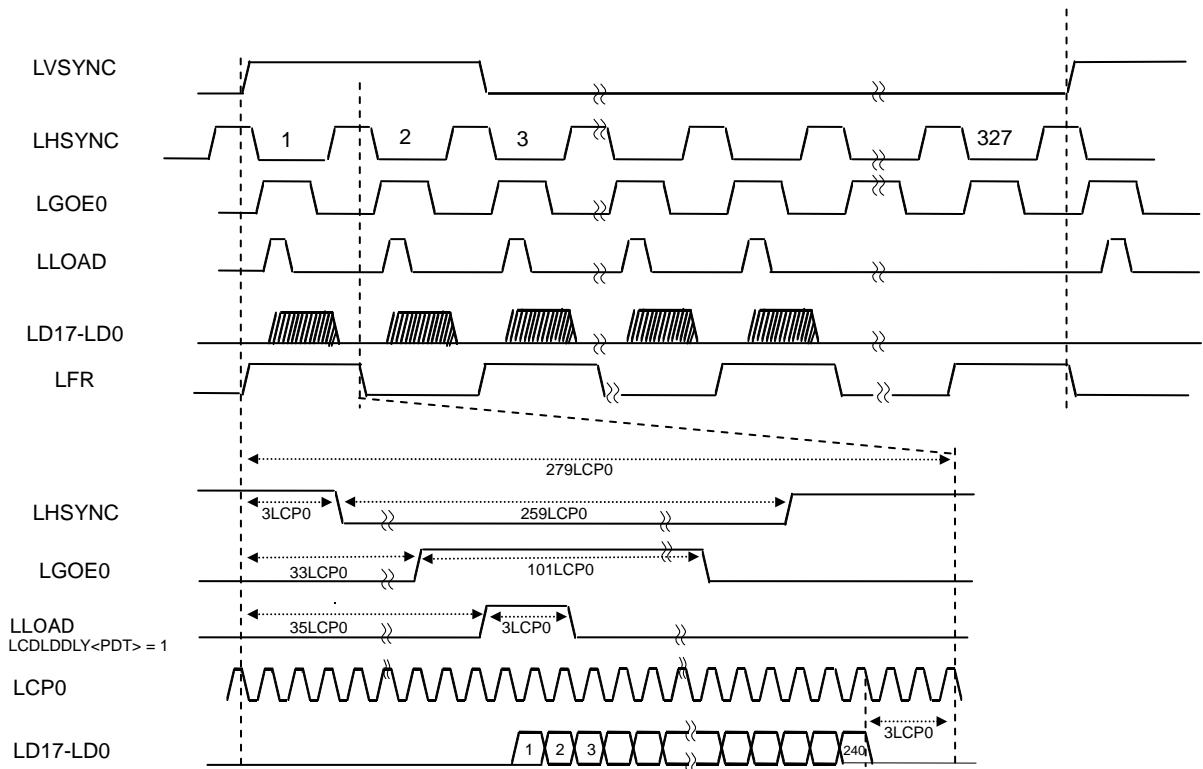 LVSYNC
LHSYNC
1 2 3 327
LGOE0
LLOAD
LD17-LD0
LFR
279LCP0
LHSYNC
3LCP0 259LCP0
LGOE0
33LCP0 101LCP0
LLOAD
35LCP0 3LCP0
LCDLDDLY<PDT> = 1
LCP0
3LCP0
LD17-LD0
1 2 3 240